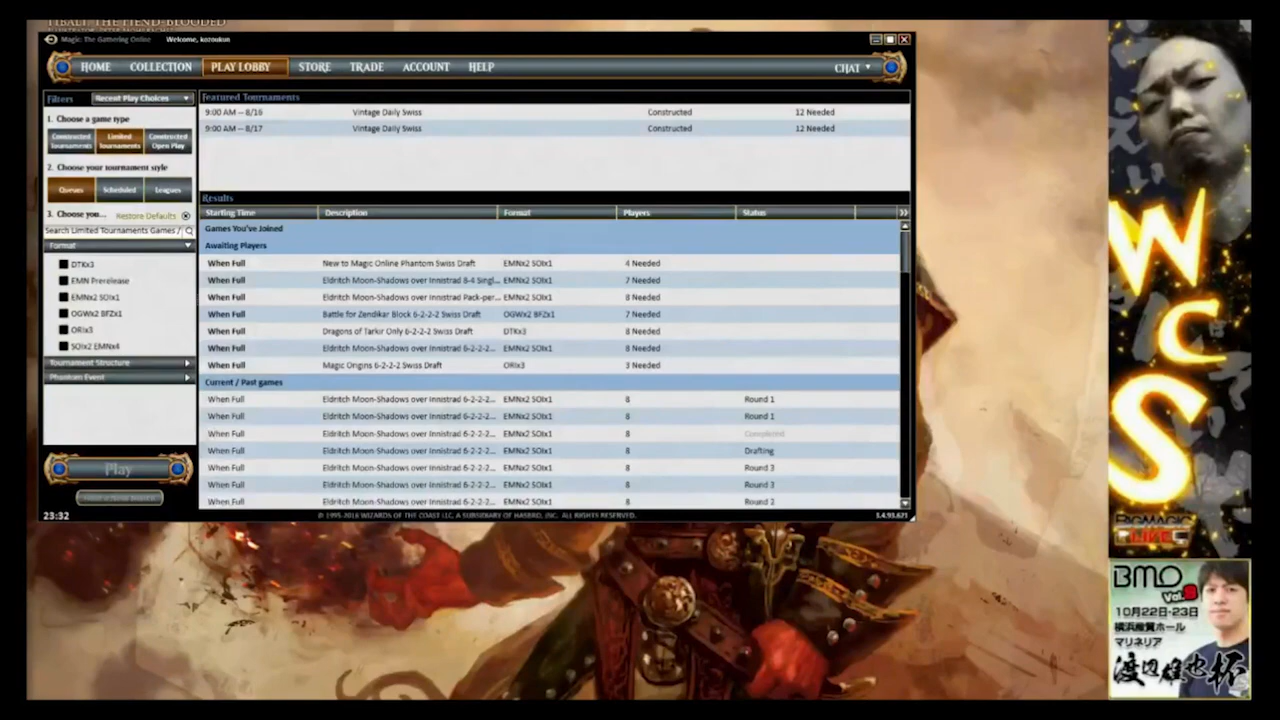 TIBALT, THE FIEND-BLOODED
Magic: The Gathering Online Welcome, kozoukun
HOME COLLECTION PLAY LOBBY STORE TRADE ACCOUNT HELP CHAT
Filters Recent Play Choices
1. Choose a game type
Constructed Tournaments Limited Tournaments Constructed Open Play
2. Choose your tournament style
Queues Scheduled Leagues
3. Choose you... Restore Defaults
Search Limited Tournaments Games /
Format
DTKx3
EMN Prerelease
EMNx2 SOIx1
OGWx2 BFZx1
ORIx3
SOIx2 EMNx4
Tournament Structure
Phantom Event
Play
23:32
Featured Tournaments
9:00 AM -- 8/16 Vintage Daily Swiss Constructed 12 Needed
9:00 AM -- 8/17 Vintage Daily Swiss Constructed 12 Needed
Results
Starting Time Description Format Players Status
Games You've Joined
Awaiting Players
When Full New to Magic Online Phantom Swiss Draft EMNx2 SOIx1 4 Needed
When Full Eldritch Moon-Shadows over Innistrad 8-4 Singl... EMNx2 SOIx1 7 Needed
When Full Eldritch Moon-Shadows over Innistrad Pack-per... EMNx2 SOIx1 8 Needed
When Full Battle for Zendikar Block 6-2-2-2 Swiss Draft OGWx2 BFZx1 7 Needed
When Full Dragons of Tarkir Only 6-2-2-2 Swiss Draft DTKx3 8 Needed
When Full Eldritch Moon-Shadows over Innistrad 6-2-2-2... EMNx2 SOIx1 8 Needed
When Full Magic Origins 6-2-2-2 Swiss Draft ORIx3 3 Needed
Current / Past games
When Full Eldritch Moon-Shadows over Innistrad 6-2-2-2... EMNx2 SOIx1 8 Round 1
When Full Eldritch Moon-Shadows over Innistrad 6-2-2-2... EMNx2 SOIx1 8 Round 1
When Full Eldritch Moon-Shadows over Innistrad 6-2-2-2... EMNx2 SOIx1 8 Completed
When Full Eldritch Moon-Shadows over Innistrad 6-2-2-2... EMNx2 SOIx1 8 Drafting
When Full Eldritch Moon-Shadows over Innistrad 6-2-2-2... EMNx2 SOIx1 8 Round 3
When Full Eldritch Moon-Shadows over Innistrad 6-2-2-2... EMNx2 SOIx1 8 Round 3
When Full Eldritch Moon-Shadows over Innistrad 6-2-2-2... EMNx2 SOIx1 8 Round 2
© 1995-2016 WIZARDS OF THE COAST LLC, A SUBSIDIARY OF HASBRO, INC. ALL RIGHTS RESERVED.
3.4.93.621
WCS
BIGMAGIC
LIVE
BMO
Vol.8
10月22日-23日
横浜産貿ホール
マリネリア
渡辺雄也杯